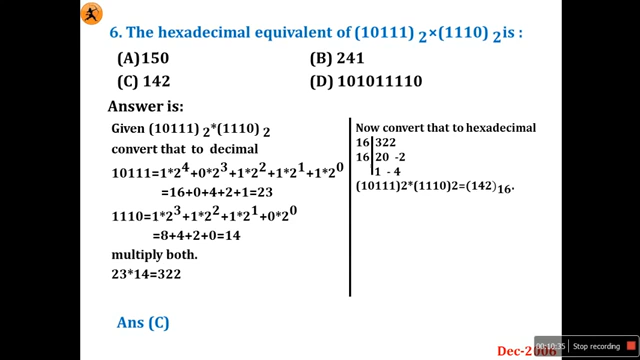 6. The hexadecimal equivalent of (10111) 2×(1110) 2is :
(A)150
(B) 241
(C) 142
(D) 101011110
Answer is:
Given (10111) 2*(1110) 2
convert that to decimal
10111=1*2^4+0*2^3+1*2^2+1*2^1+1*2^0
=16+0+4+2+1=23
1110=1*2^3+1*2^2+1*2^1+0*2^0
=8+4+2+0=14
multiply both.
23*14=322
Now convert that to hexadecimal
16 322
16 20 -2
1 - 4
(10111)2*(1110)2=(142)16.
Ans (C)
Dec-2006
00:10:35 Stop recording